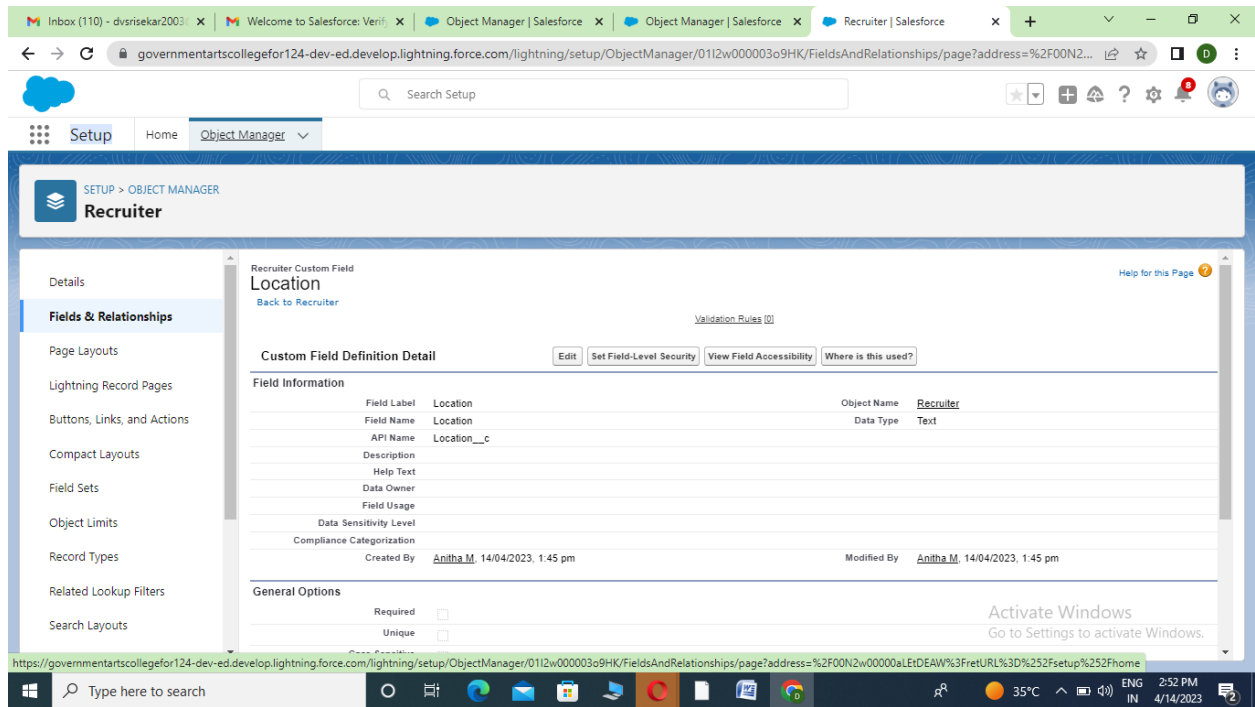 Inbox (110) - dvsrisekar2003
Welcome to Salesforce: Verify
Object Manager | Salesforce
Object Manager | Salesforce
Recruiter | Salesforce
governmentartscollegefor124-dev-ed.develop.lightning.force.com/lightning/setup/ObjectManager/01I2w000003o9HK/FieldsAndRelationships/page?address=%2F00N2...
D
Search Setup
8
Setup
Home
Object Manager
SETUP > OBJECT MANAGER
Recruiter
Details
Fields & Relationships
Page Layouts
Lightning Record Pages
Buttons, Links, and Actions
Compact Layouts
Field Sets
Object Limits
Record Types
Related Lookup Filters
Search Layouts
Recruiter Custom Field
Location
Back to Recruiter
Help for this Page
Validation Rules [0]
Custom Field Definition Detail
Edit Set Field-Level Security View Field Accessibility Where is this used?
Field Information
Field Label Location Object Name Recruiter
Field Name Location Data Type Text
API Name Location__c
Description
Help Text
Data Owner
Field Usage
Data Sensitivity Level
Compliance Categorization
Created By Anitha M, 14/04/2023, 1:45 pm Modified By Anitha M, 14/04/2023, 1:45 pm
General Options
Required
Unique
Case Sensitive
Activate Windows
Go to Settings to activate Windows.
https://governmentartscollegefor124-dev-ed.develop.lightning.force.com/lightning/setup/ObjectManager/01I2w000003o9HK/FieldsAndRelationships/page?address=%2F00N2w00000aLEtDEAW%3FretURL%3D%252Fsetup%252Fhome
Type here to search
35°C
ENG
IN
2:52 PM
4/14/2023
2